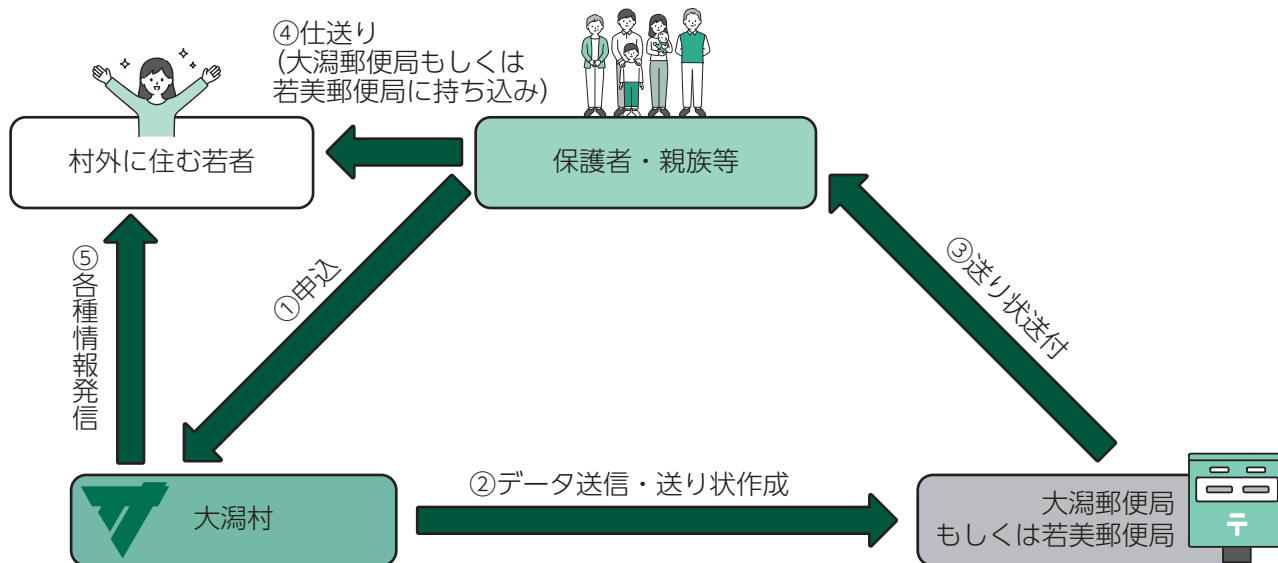 ④仕送り
(大潟郵便局もしくは
若美郵便局に持ち込み)
村外に住む若者
保護者・親族等
⑤各種情報発信
①申込
③送り状送付
②データ送信・送り状作成
大潟村
大潟郵便局
もしくは若美郵便局
〒